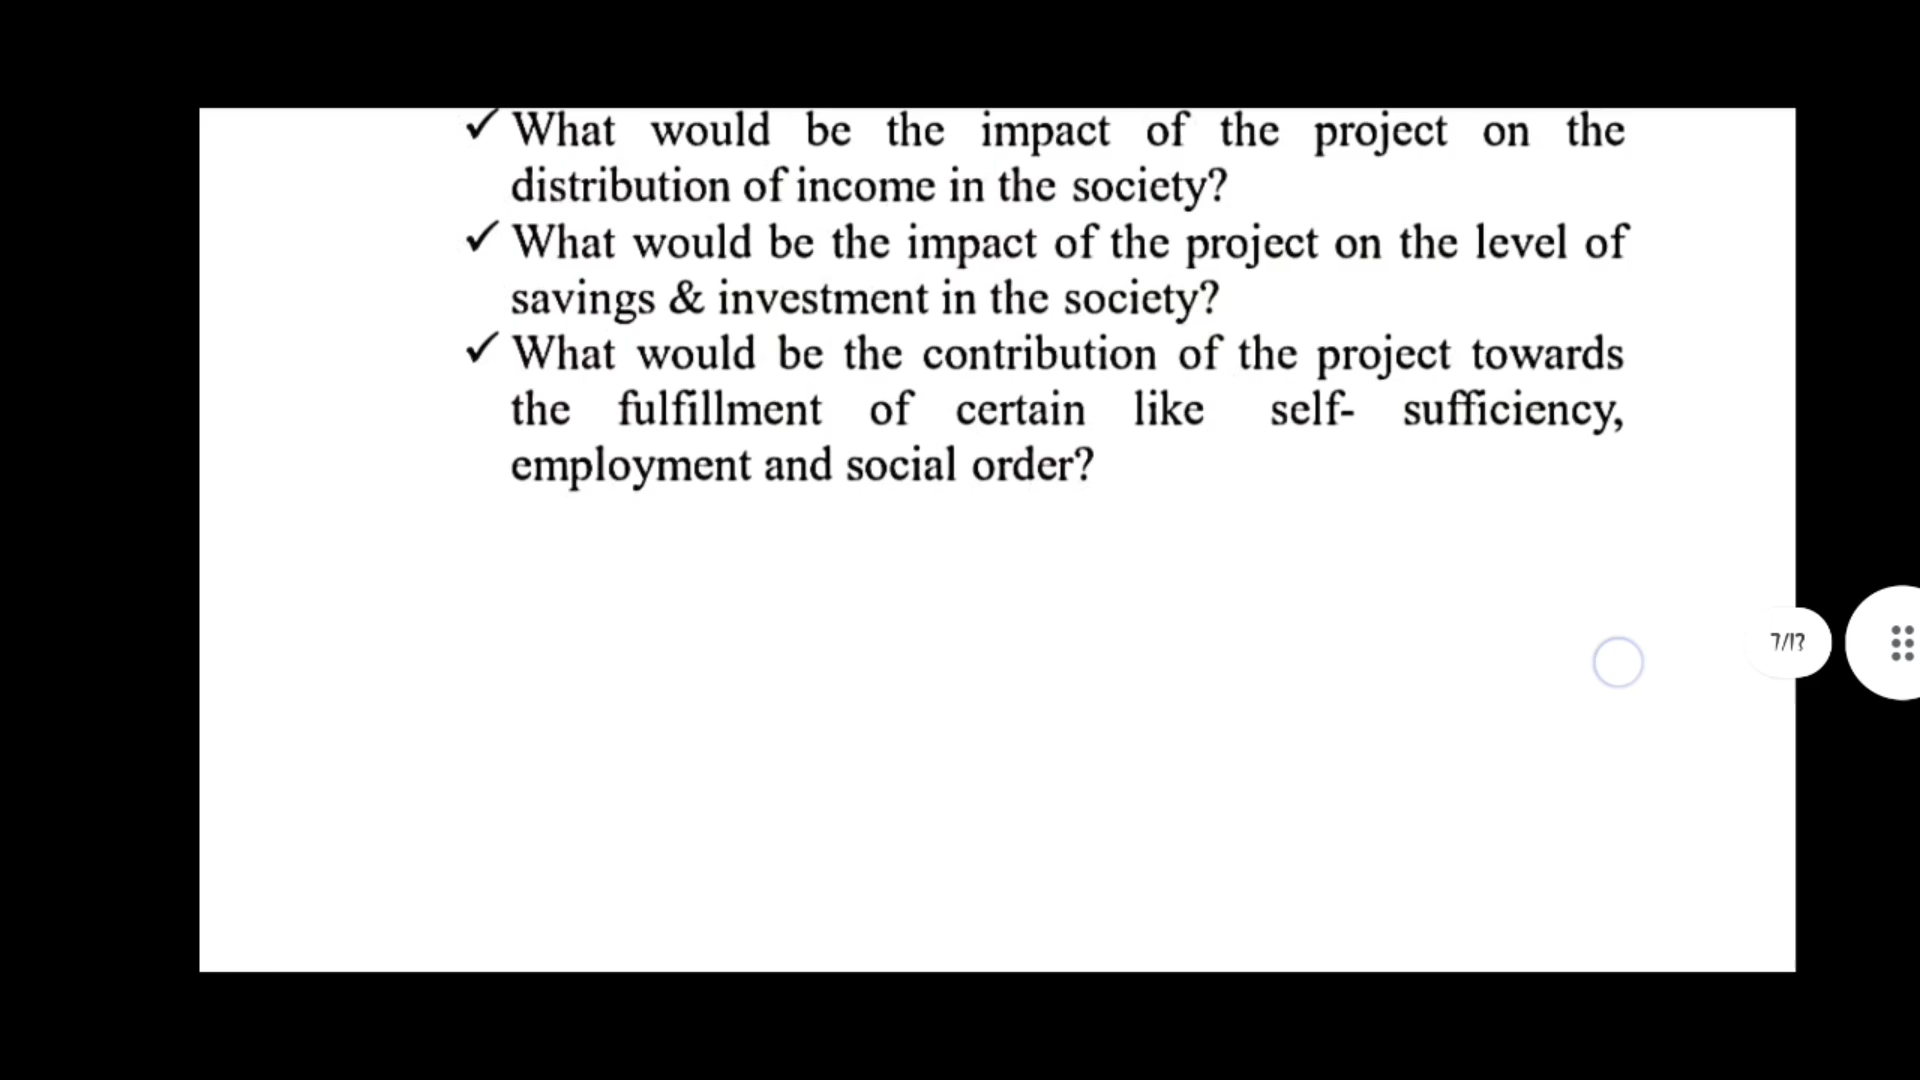 ✓ What would be the impact of the project on the
distribution of income in the society?
✓ What would be the impact of the project on the level of
savings & investment in the society?
✓ What would be the contribution of the project towards
the fulfillment of certain like self- sufficiency,
employment and social order?